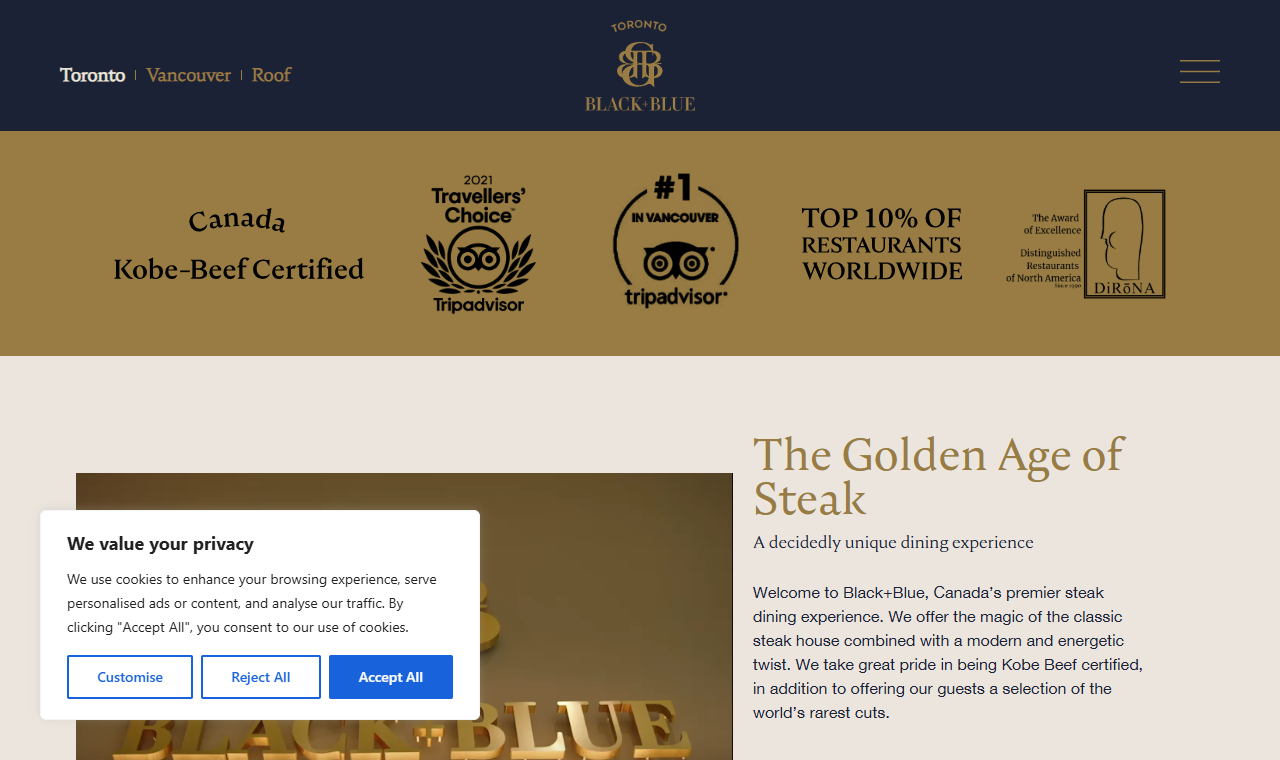 TORONTO
BLACK+BLUE
Toronto
Vancouver
Roof
Canada
Kobe-Beef Certified
2021
Travellers'
Choice™
Tripadvisor
#1
IN VANCOUVER
tripadvisor®
TOP 10% OF
RESTAURANTS
WORLDWIDE
The Award
of Excellence
Distinguished
Restaurants
of North America
Since 1990
DiRōNA
The Golden Age of
Steak
A decidedly unique dining experience
Welcome to Black+Blue, Canada’s premier steak
dining experience. We offer the magic of the classic
steak house combined with a modern and energetic
twist. We take great pride in being Kobe Beef certified,
in addition to offering our guests a selection of the
world’s rarest cuts.
BLACK+BLUE
We value your privacy
We use cookies to enhance your browsing experience, serve
personalised ads or content, and analyse our traffic. By
clicking "Accept All", you consent to our use of cookies.
Customise
Reject All
Accept All